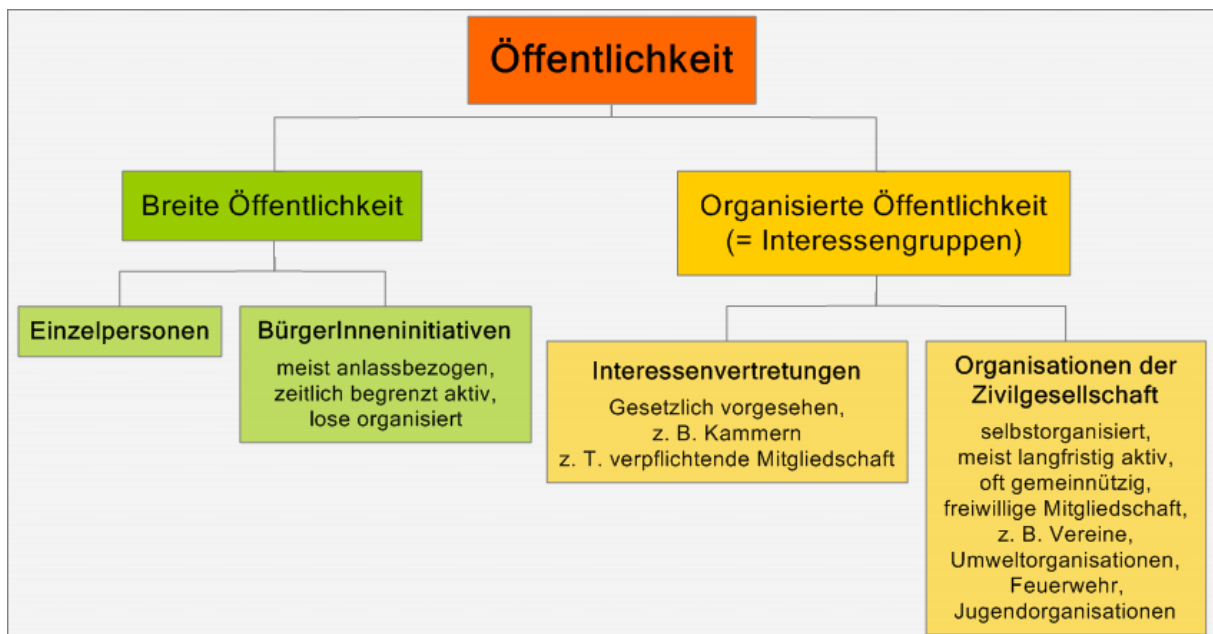 Öffentlichkeit
Breite Öffentlichkeit
Organisierte Öffentlichkeit
(= Interessengruppen)
Einzelpersonen
BürgerInneninitiativen
meist anlassbezogen,
zeitlich begrenzt aktiv,
lose organisiert
Interessenvertretungen
Gesetzlich vorgesehen,
z. B. Kammern
z. T. verpflichtende Mitgliedschaft
Organisationen der
Zivilgesellschaft
selbstorganisiert,
meist langfristig aktiv,
oft gemeinnützig,
freiwillige Mitgliedschaft,
z. B. Vereine,
Umweltorganisationen,
Feuerwehr,
Jugendorganisationen